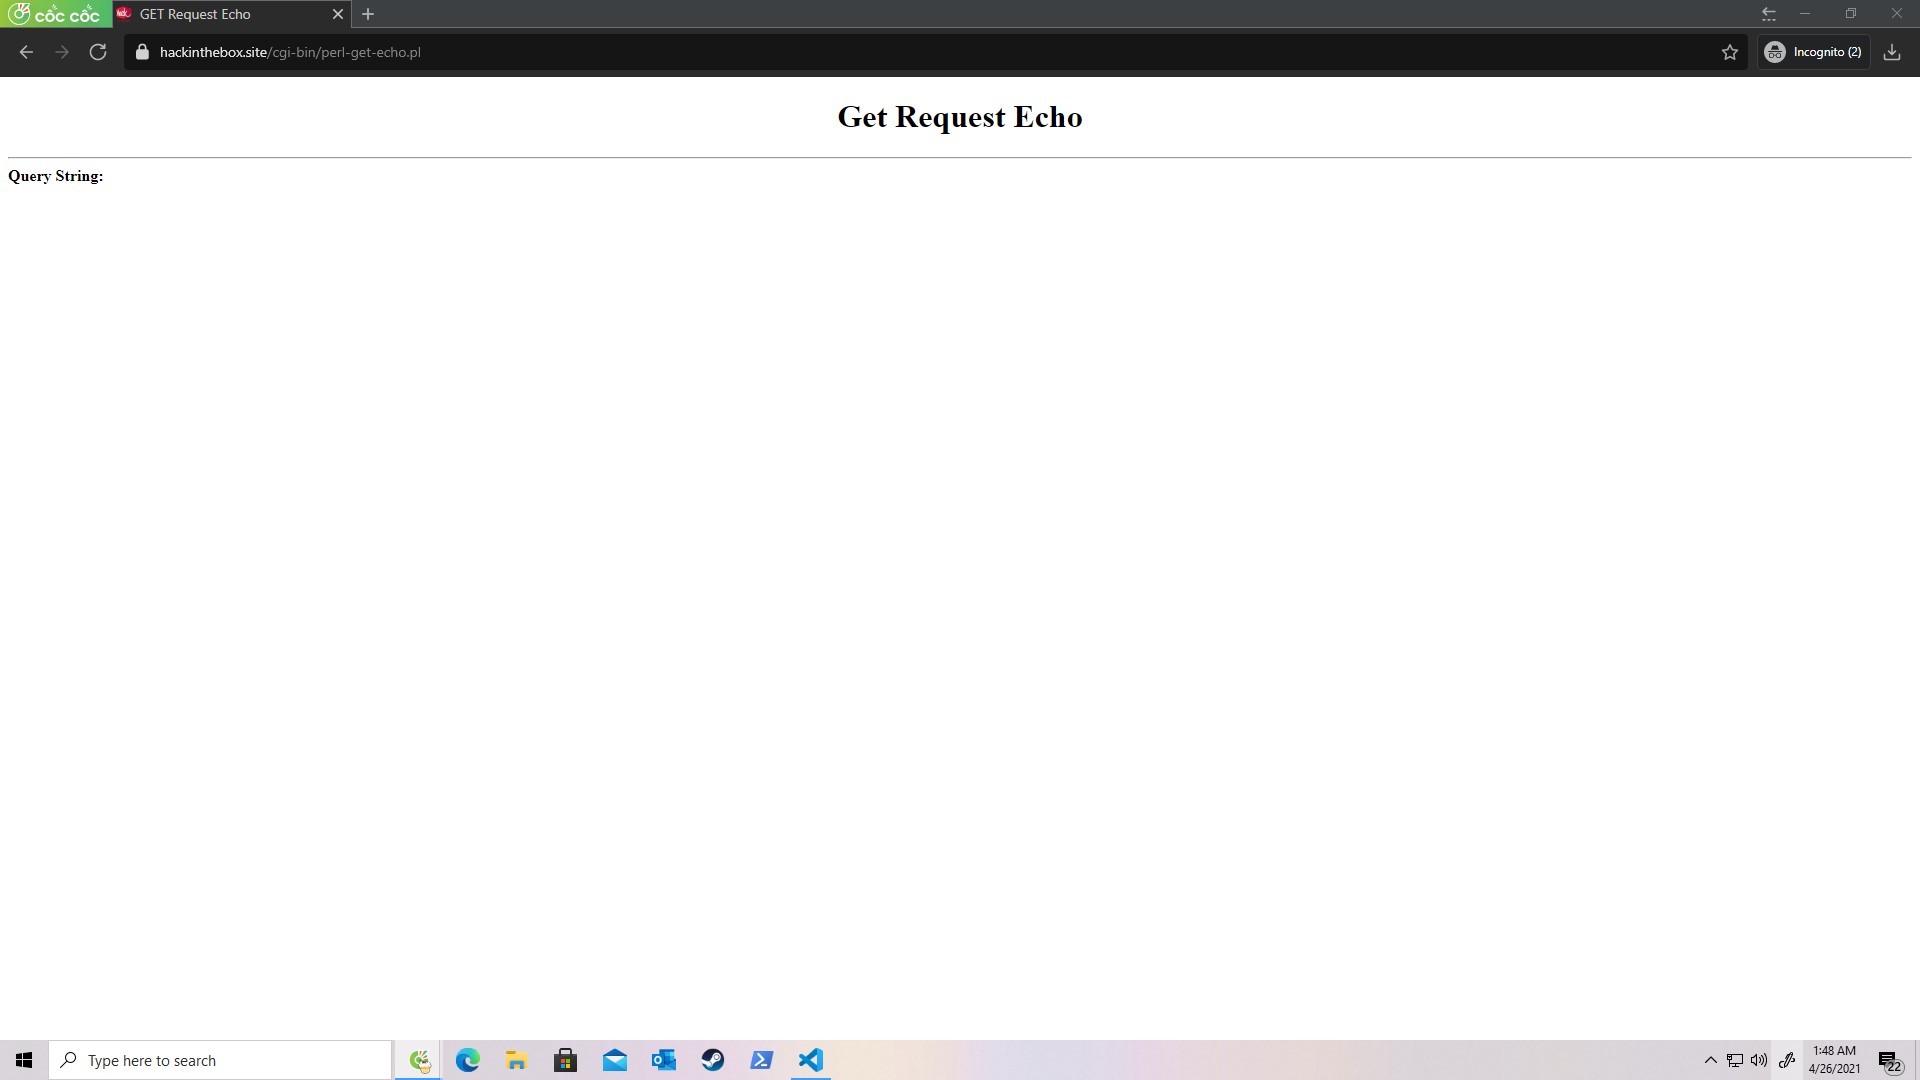 cốc cốc
GET Request Echo
hackinthebox.site/cgi-bin/perl-get-echo.pl
Incognito (2)
Get Request Echo
Query String:
Type here to search
1:48 AM
4/26/2021
22